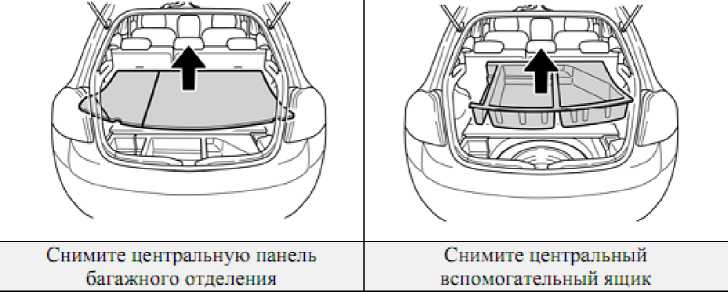 Снимите центральную панель
багажного отделения
Снимите центральный
вспомогательный ящик